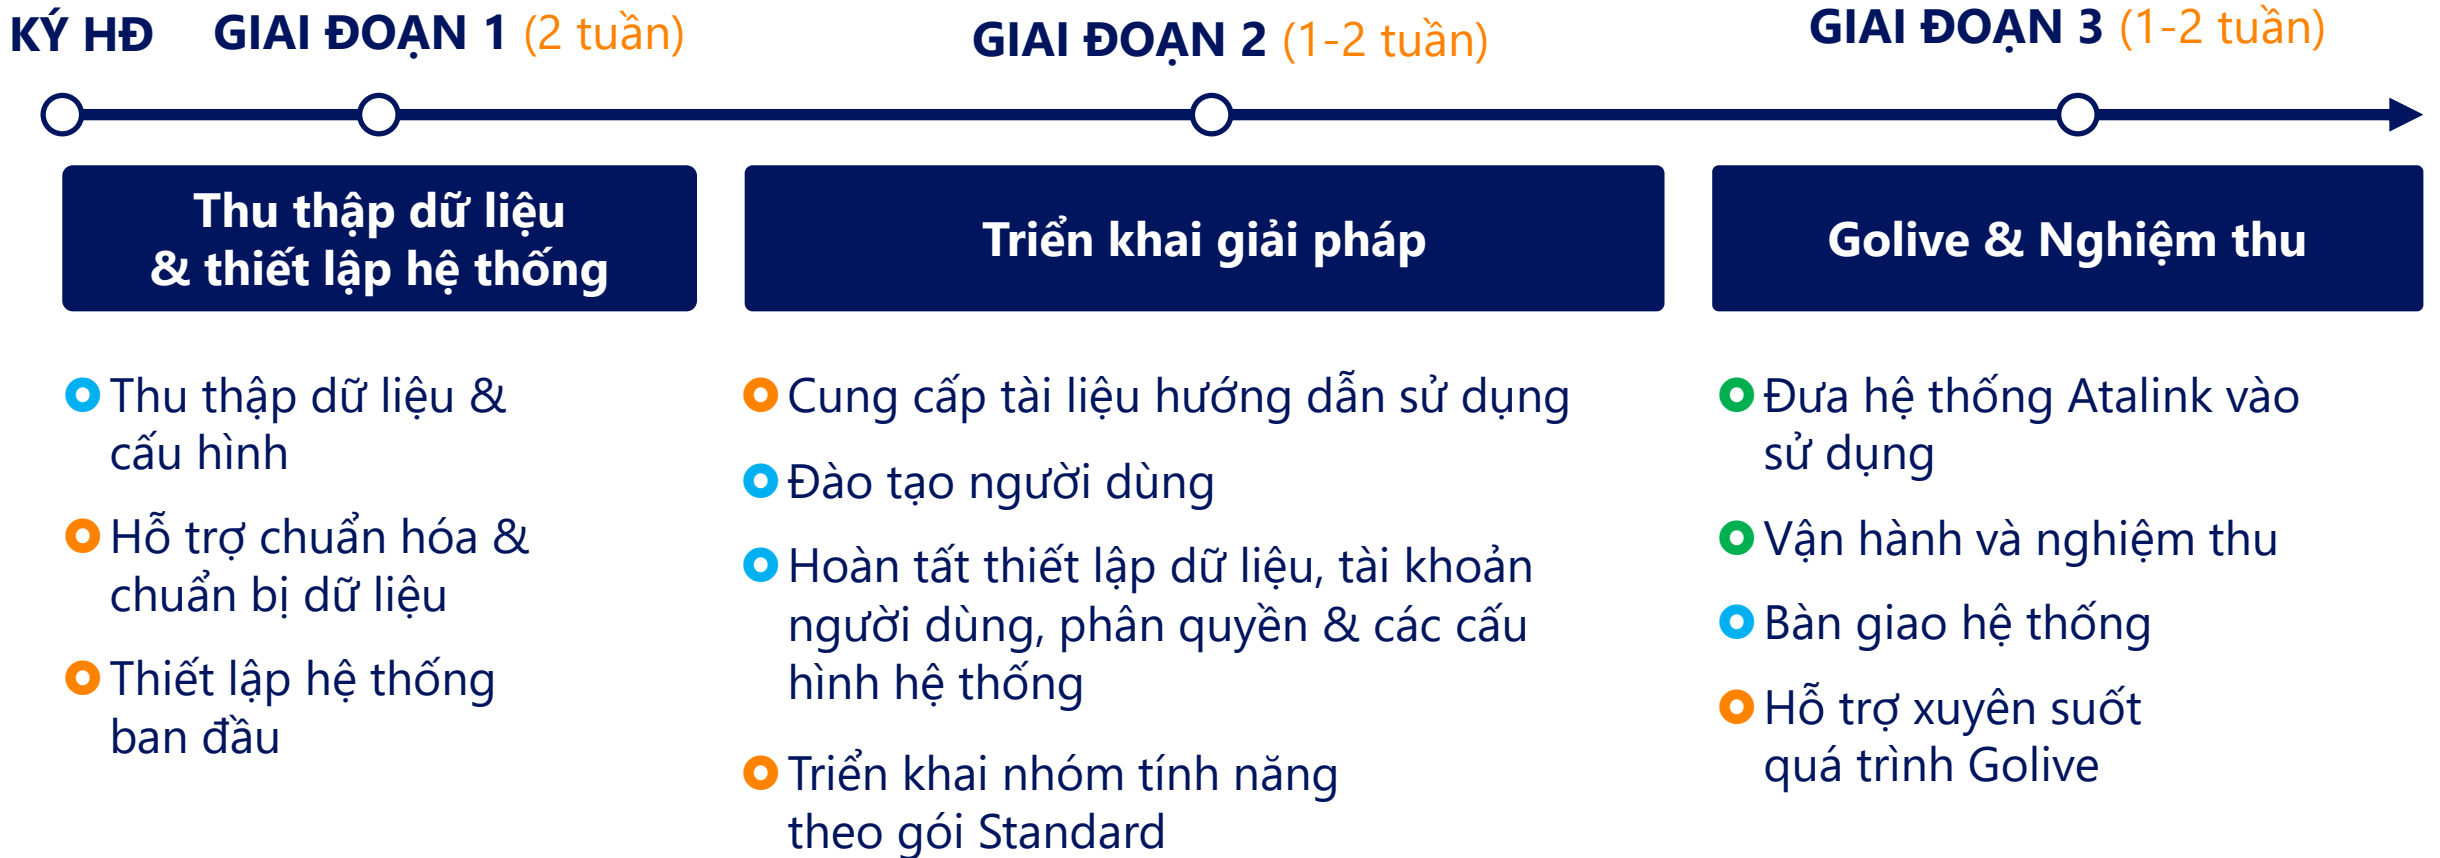 KÝ HĐ
GIAI ĐOẠN 1 (2 tuần)
GIAI ĐOẠN 2 (1-2 tuần)
GIAI ĐOẠN 3 (1-2 tuần)
Thu thập dữ liệu
& thiết lập hệ thống
Thu thập dữ liệu &
cấu hình
Hỗ trợ chuẩn hóa &
chuẩn bị dữ liệu
Thiết lập hệ thống
ban đầu
Triển khai giải pháp
Cung cấp tài liệu hướng dẫn sử dụng
Đào tạo người dùng
Hoàn tất thiết lập dữ liệu, tài khoản
người dùng, phân quyền & các cấu
hình hệ thống
Triển khai nhóm tính năng
theo gói Standard
Golive & Nghiệm thu
Đưa hệ thống Atalink vào
sử dụng
Vận hành và nghiệm thu
Bàn giao hệ thống
Hỗ trợ xuyên suốt
quá trình Golive